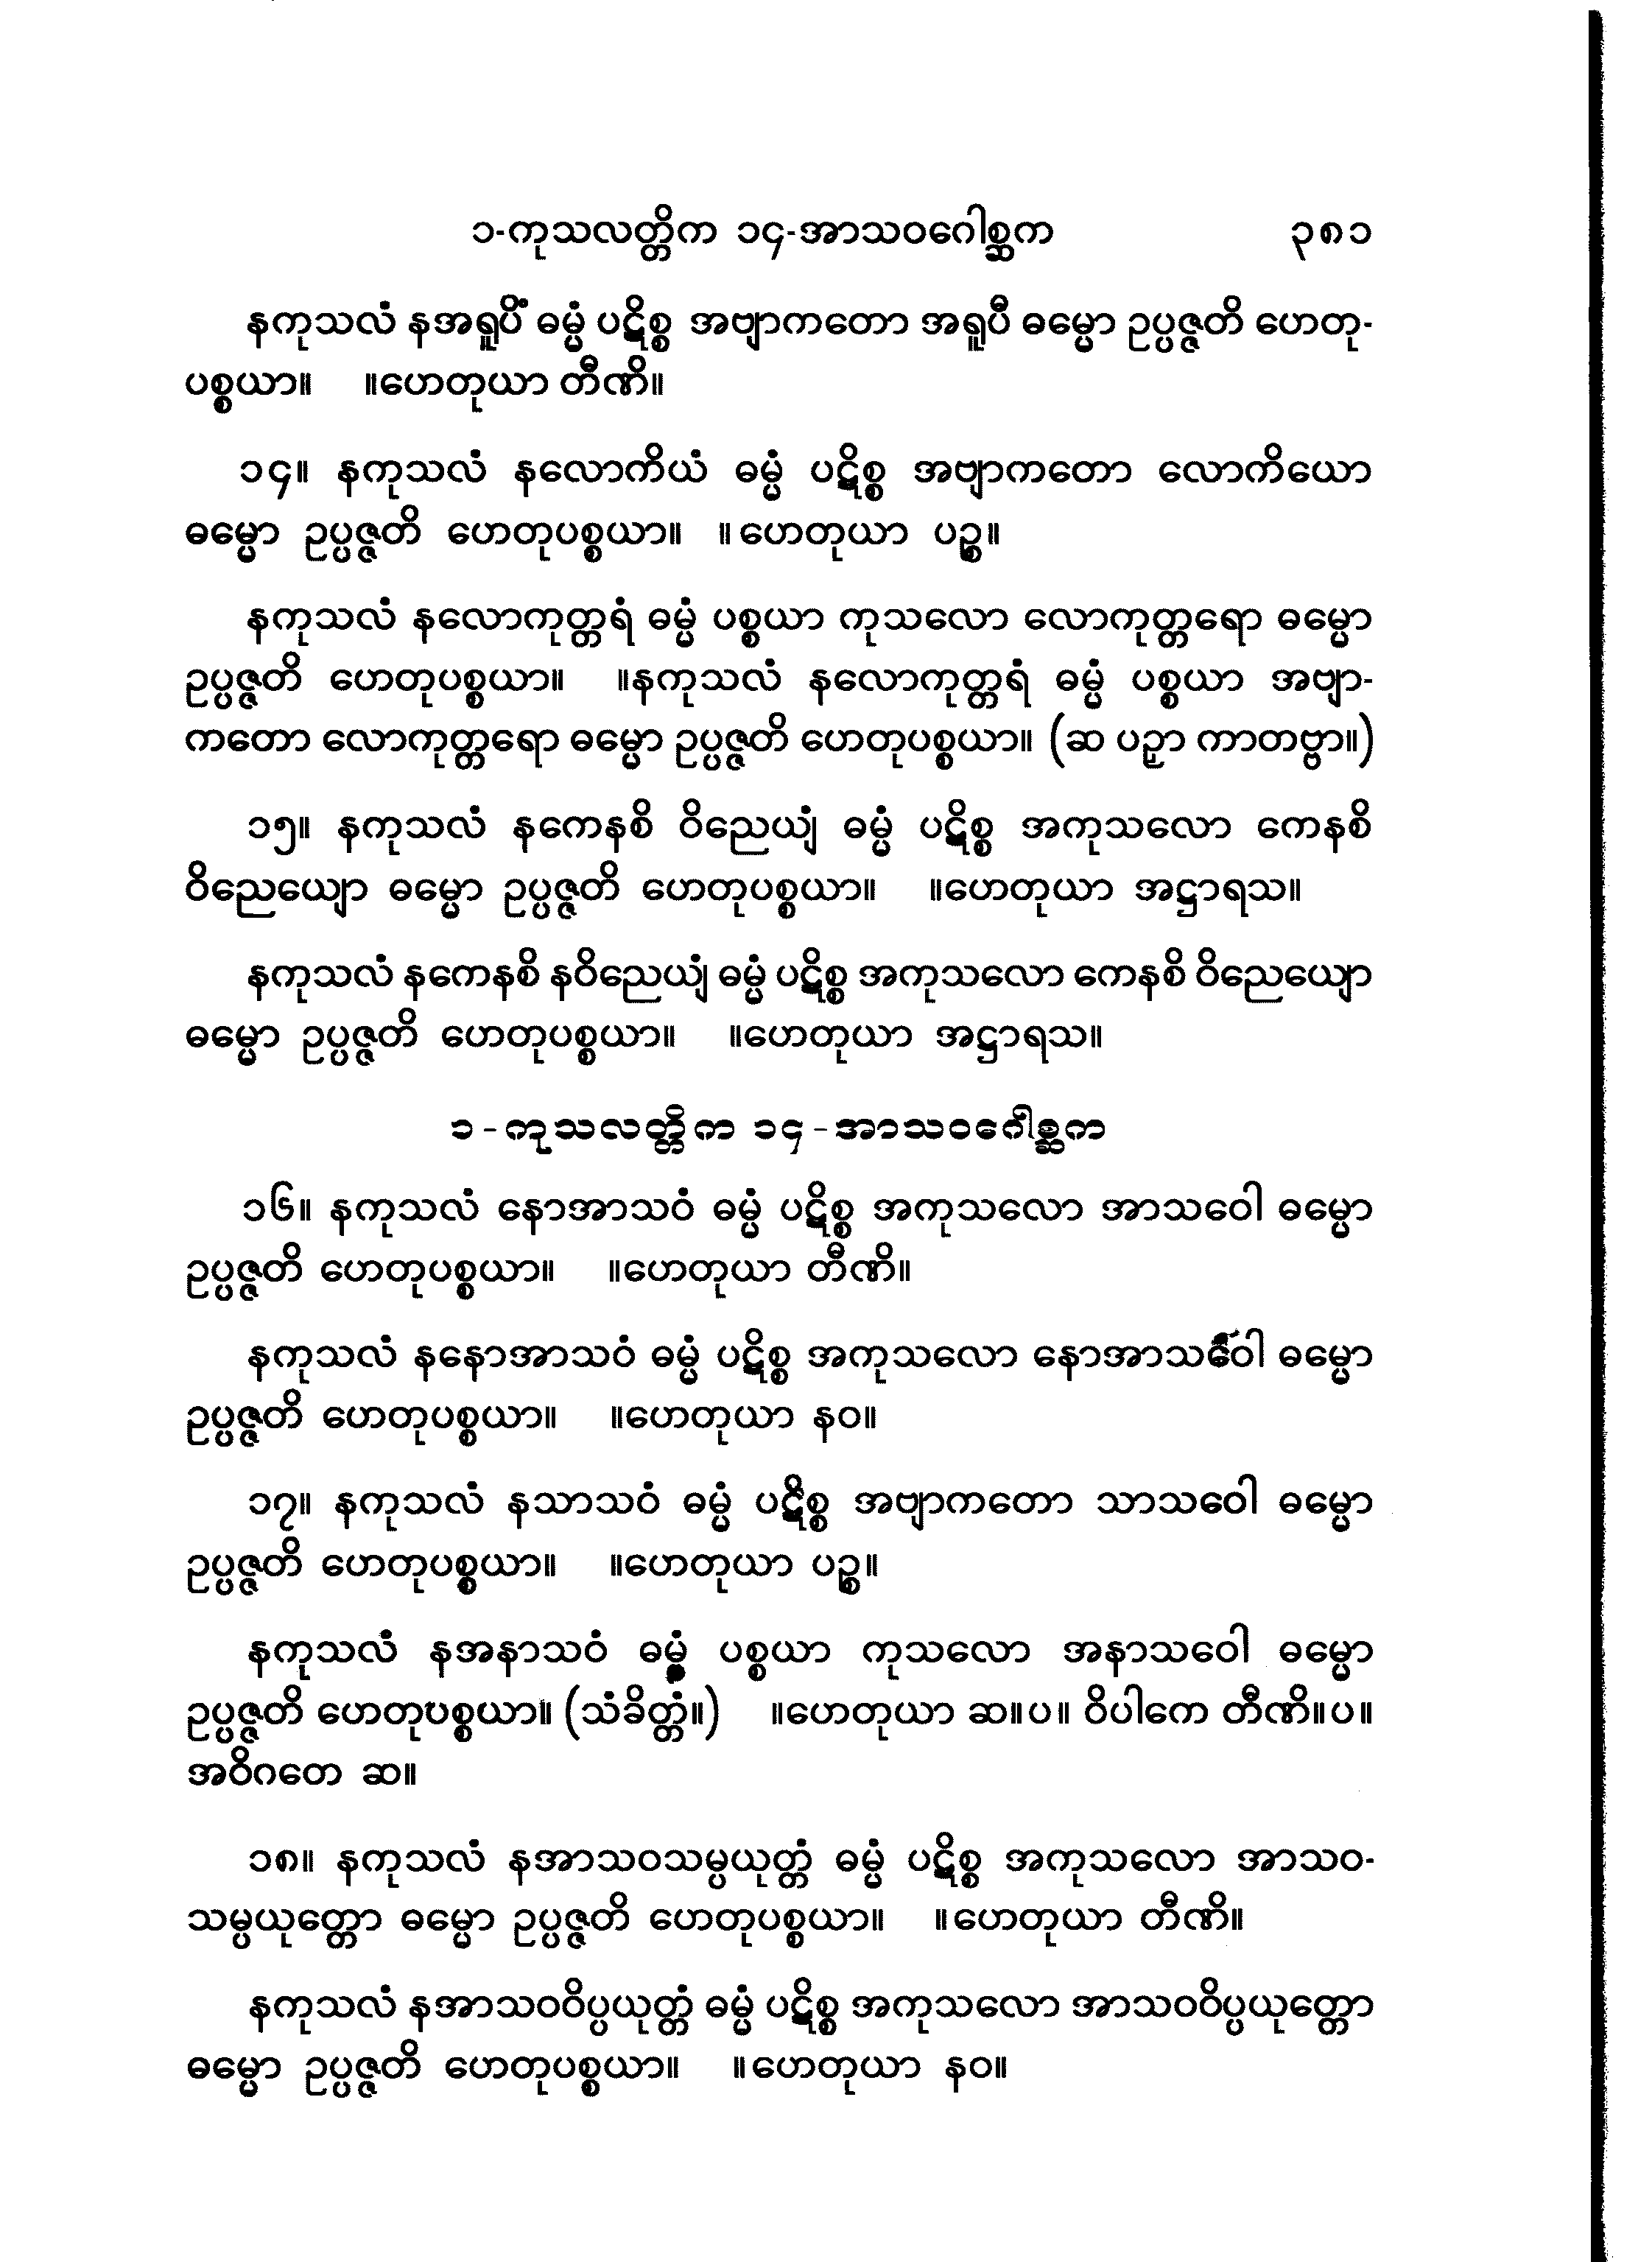 ၁-ကုသလတ္တိက ၁၄-အာသဝဂေါစ္ဆက ၃၈၁
နကုသလံ နအရူပိံ ဓမ္မံ ပဋိစ္စ အဗျာကတော အရူပီ ဓမ္မော ဥပ္ပဇ္ဇတိ ဟေတု-
ပစ္စယာ။ ။ဟေတုယာ တီဏိ။
၁၄။ နကုသလံ နလောကိယံ ဓမ္မံ ပဋိစ္စ အဗျာကတော လောကိယော
ဓမ္မော ဥပ္ပဇ္ဇတိ ဟေတုပစ္စယာ။ ။ဟေတုယာ ပဉ္စ။
နကုသလံ နလောကုတ္တရံ ဓမ္မံ ပစ္စယာ ကုသလော လောကုတ္တရော ဓမ္မော
ဥပ္ပဇ္ဇတိ ဟေတုပစ္စယာ။ ။နကုသလံ နလောကုတ္တရံ ဓမ္မံ ပစ္စယာ အဗျာ-
ကတော လောကုတ္တရော ဓမ္မော ဥပ္ပဇ္ဇတိ ဟေတုပစ္စယာ။ (ဆ ပဉှာ ကာတဗ္ဗာ။)
၁၅။ နကုသလံ နကေနစိ ဝိညေယျံ ဓမ္မံ ပဋိစ္စ အကုသလော ကေနစိ
ဝိညေယျော ဓမ္မော ဥပ္ပဇ္ဇတိ ဟေတုပစ္စယာ။ ။ဟေတုယာ အဋ္ဌာရသ။
နကုသလံ နကေနစိ နဝိညေယျံ ဓမ္မံ ပဋိစ္စ အကုသလော ကေနစိ ဝိညေယျော
ဓမ္မော ဥပ္ပဇ္ဇတိ ဟေတုပစ္စယာ။ ။ဟေတုယာ အဋ္ဌာရသ။
၁-ကုသလတ္တိက ၁၄-အာသဝဂေါစ္ဆက
၁၆။ နကုသလံ နောအာသဝံ ဓမ္မံ ပဋိစ္စ အကုသလော အာသဝေါ ဓမ္မော
ဥပ္ပဇ္ဇတိ ဟေတုပစ္စယာ။ ။ဟေတုယာ တီဏိ။
နကုသလံ နနောအာသဝံ ဓမ္မံ ပဋိစ္စ အကုသလော နောအာသဝေါ ဓမ္မော
ဥပ္ပဇ္ဇတိ ဟေတုပစ္စယာ။ ။ဟေတုယာ နဝ။
၁၇။ နကုသလံ နသာသဝံ ဓမ္မံ ပဋိစ္စ အဗျာကတော သာသဝေါ ဓမ္မော
ဥပ္ပဇ္ဇတိ ဟေတုပစ္စယာ။ ။ဟေတုယာ ပဉ္စ။
နကုသလံ နအနာသဝံ ဓမ္မံ ပစ္စယာ ကုသလော အနာသဝေါ ဓမ္မော
ဥပ္ပဇ္ဇတိ ဟေတုပစ္စယာ။ (သံခိတ္တံ။) ။ဟေတုယာ ဆ။ပ။ ဝိပါကေ တီဏိ။ပ။
အဝိဂတေ ဆ။
၁၈။ နကုသလံ နအာသဝသမ္ပယုတ္တံ ဓမ္မံ ပဋိစ္စ အကုသလော အာသဝ-
သမ္ပယုတ္တော ဓမ္မော ဥပ္ပဇ္ဇတိ ဟေတုပစ္စယာ။ ။ဟေတုယာ တီဏိ။
နကုသလံ နအာသဝဝိပ္ပယုတ္တံ ဓမ္မံ ပဋိစ္စ အကုသလော အာသဝဝိပ္ပယုတ္တော
ဓမ္မော ဥပ္ပဇ္ဇတိ ဟေတုပစ္စယာ။ ။ဟေတုယာ နဝ။